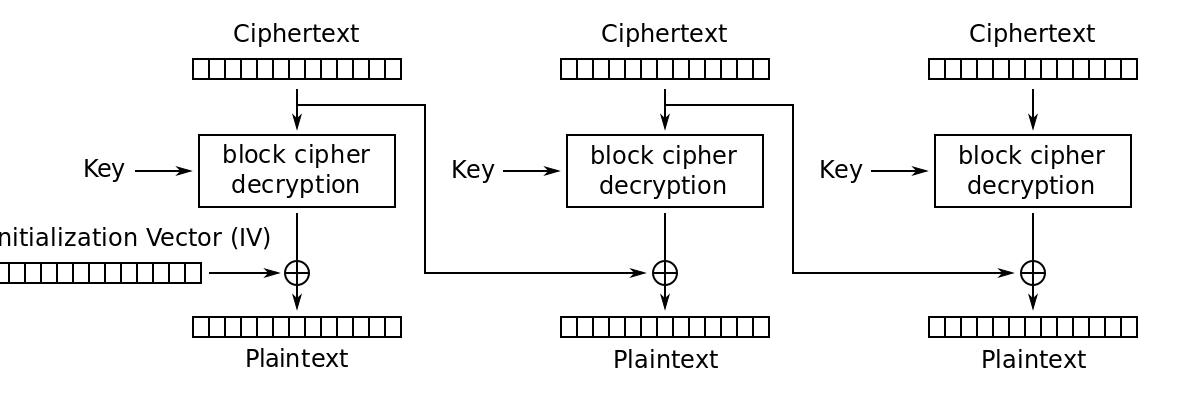 Ciphertext
Ciphertext
Ciphertext
Key
block cipher
decryption
Key
block cipher
decryption
Key
block cipher
decryption
nitialization Vector (IV)
Plaintext
Plaintext
Plaintext